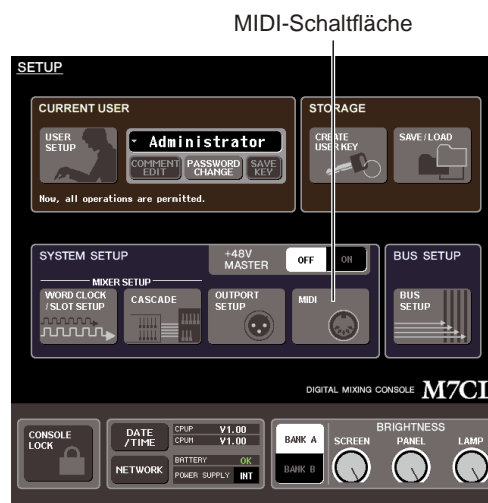 MIDI-Schaltfläche
SETUP
CURRENT USER
STORAGE
USER
SETUP
Administrator
COMMENT
EDIT
PASSWORD
CHANGE
SAVE
KEY
Now, all operations are permitted.
CREATE
USER KEY
SAVE/LOAD
SYSTEM SETUP
+48V
MASTER
OFF
ON
BUS SETUP
MIXER SETUP
WORD CLOCK
/SLOT SETUP
CASCADE
OUTPORT
SETUP
MIDI
BUS
SETUP
DIGITAL MIXING CONSOLE M7CL
CONSOLE
LOCK
DATE
/TIME
CPUP V1.00
CPUM V1.00
NETWORK
BATTERY OK
POWER SUPPLY INT
BANK A
BANK B
BRIGHTNESS
SCREEN
PANEL
LAMP